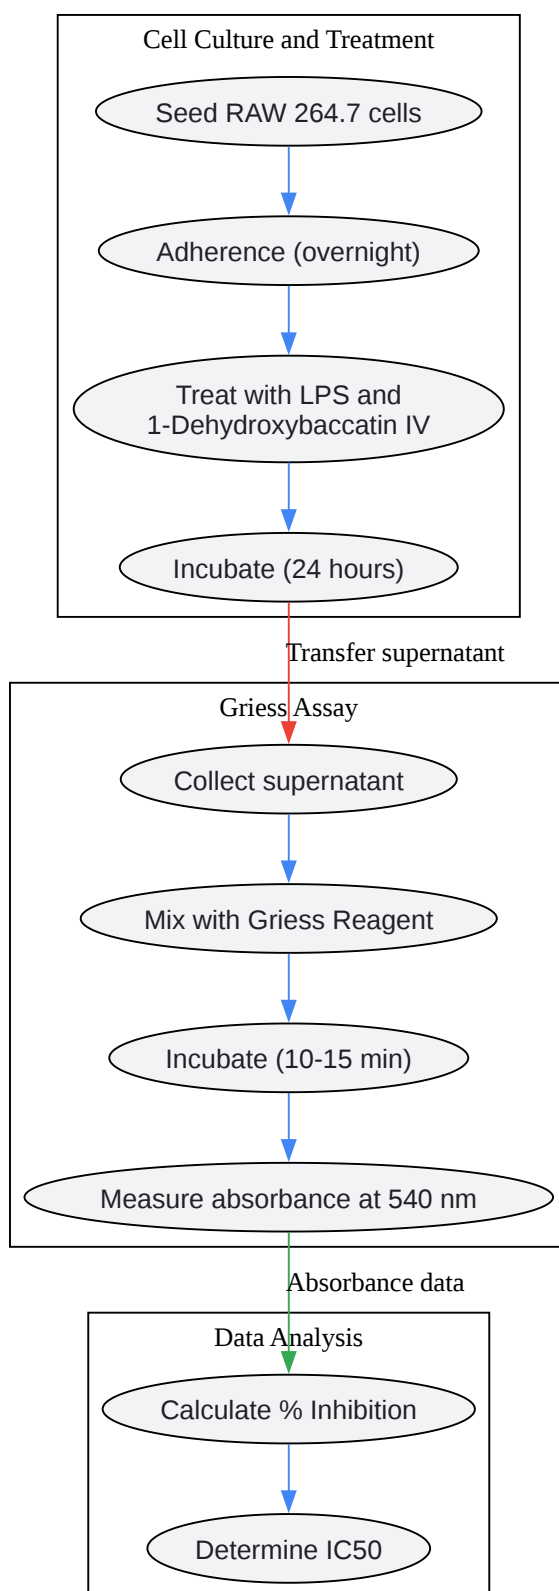 Cell Culture and Treatment
Seed RAW 264.7 cells
Adherence (overnight)
Treat with LPS and
1-Dehydroxybaccatin IV
Incubate (24 hours)
Transfer supernatant
Griess Assay
Collect supernatant
Mix with Griess Reagent
Incubate (10-15 min)
Measure absorbance at 540 nm
Absorbance data
Data Analysis
Calculate % Inhibition
Determine IC50